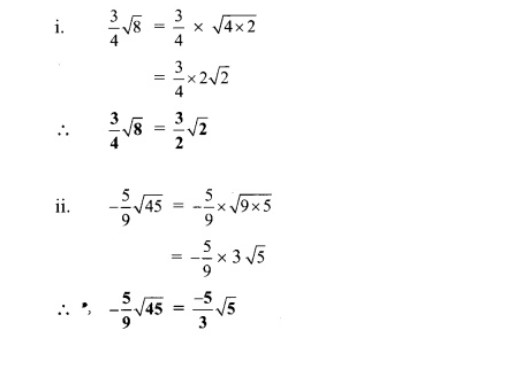 i. 3/4 √8 = 3/4 × √(4×2)
= 3/4 × 2√2
∴ 3/4 √8 = 3/2 √2
ii. -5/9 √45 = -5/9 × √(9×5)
= -5/9 × 3√5
∴ -5/9 √45 = -5/3 √5